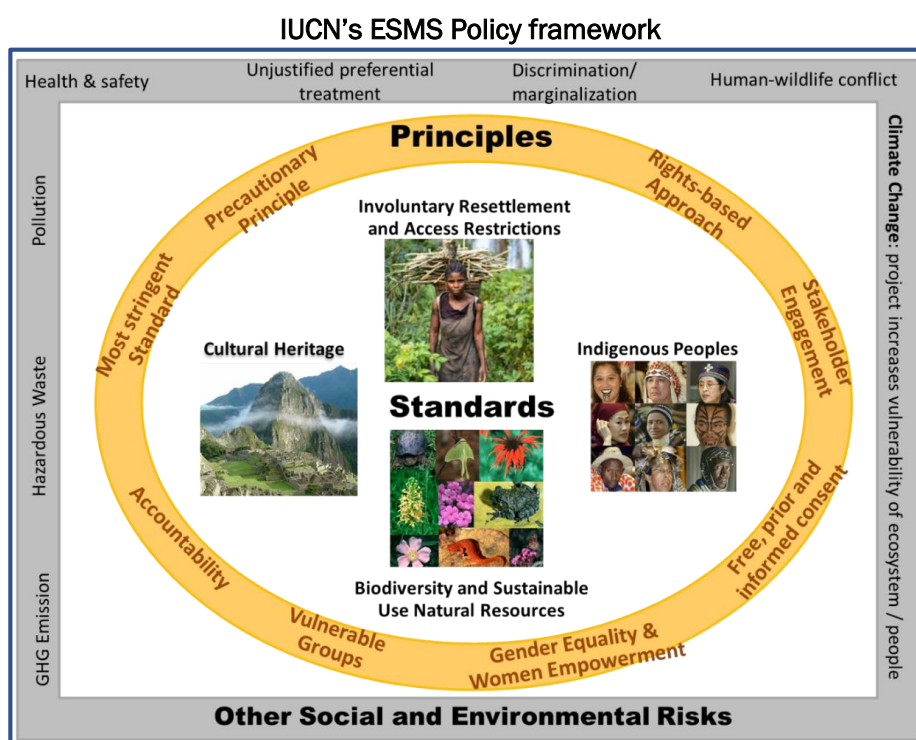 IUCN's ESMS Policy framework
Health & safety
Unjustified preferential
treatment
Discrimination/
marginalization
Human-wildlife conflict
Pollution
Hazardous Waste
GHG Emission
Climate Change: project increases vulnerability of ecosystem / people
Principles
Precautionary
Principle
Rights-based
Approach
Most stringent
Standard
Stakeholder
Engagement
Accountability
Free, prior and
informed consent
Vulnerable
Groups
Gender Equality &
Women Empowerment
Involuntary Resettlement
and Access Restrictions
Cultural Heritage
Indigenous Peoples
Standards
Biodiversity and Sustainable
Use Natural Resources
Other Social and Environmental Risks